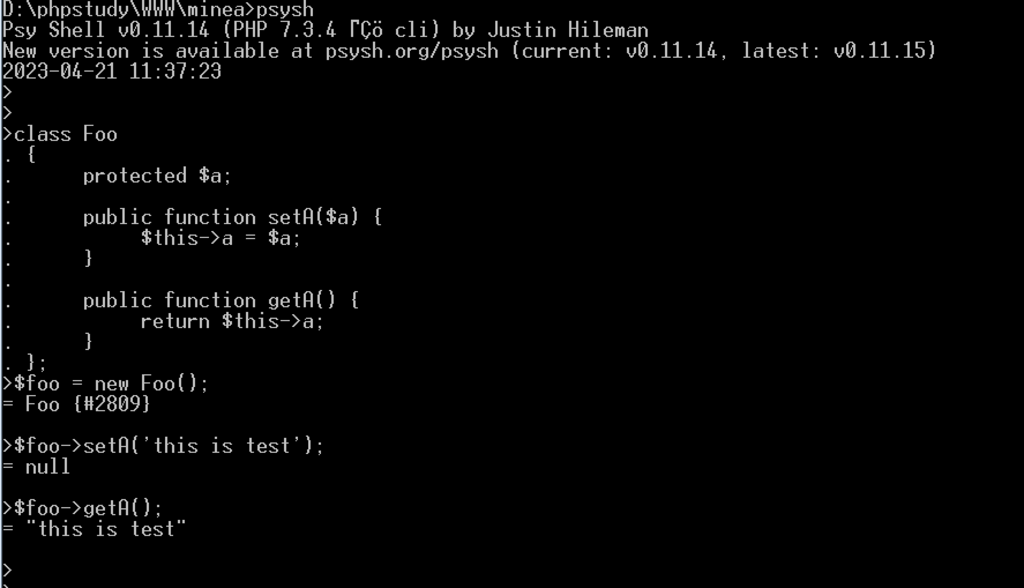 D:\phpstudy\WWW\minea>psysh
Psy Shell v0.11.14 (PHP 7.3.4 ΓÇö cli) by Justin Hileman
New version is available at psysh.org/psysh (current: v0.11.14, latest: v0.11.15)
2023-04-21 11:37:23
>
>
>class Foo
. {
.      protected $a;
.
.      public function setA($a) {
.           $this->a = $a;
.      }
.
.      public function getA() {
.           return $this->a;
.      }
. };
>$foo = new Foo();
= Foo {#2809}
>$foo->setA('this is test');
= null
>$foo->getA();
= "this is test"
>